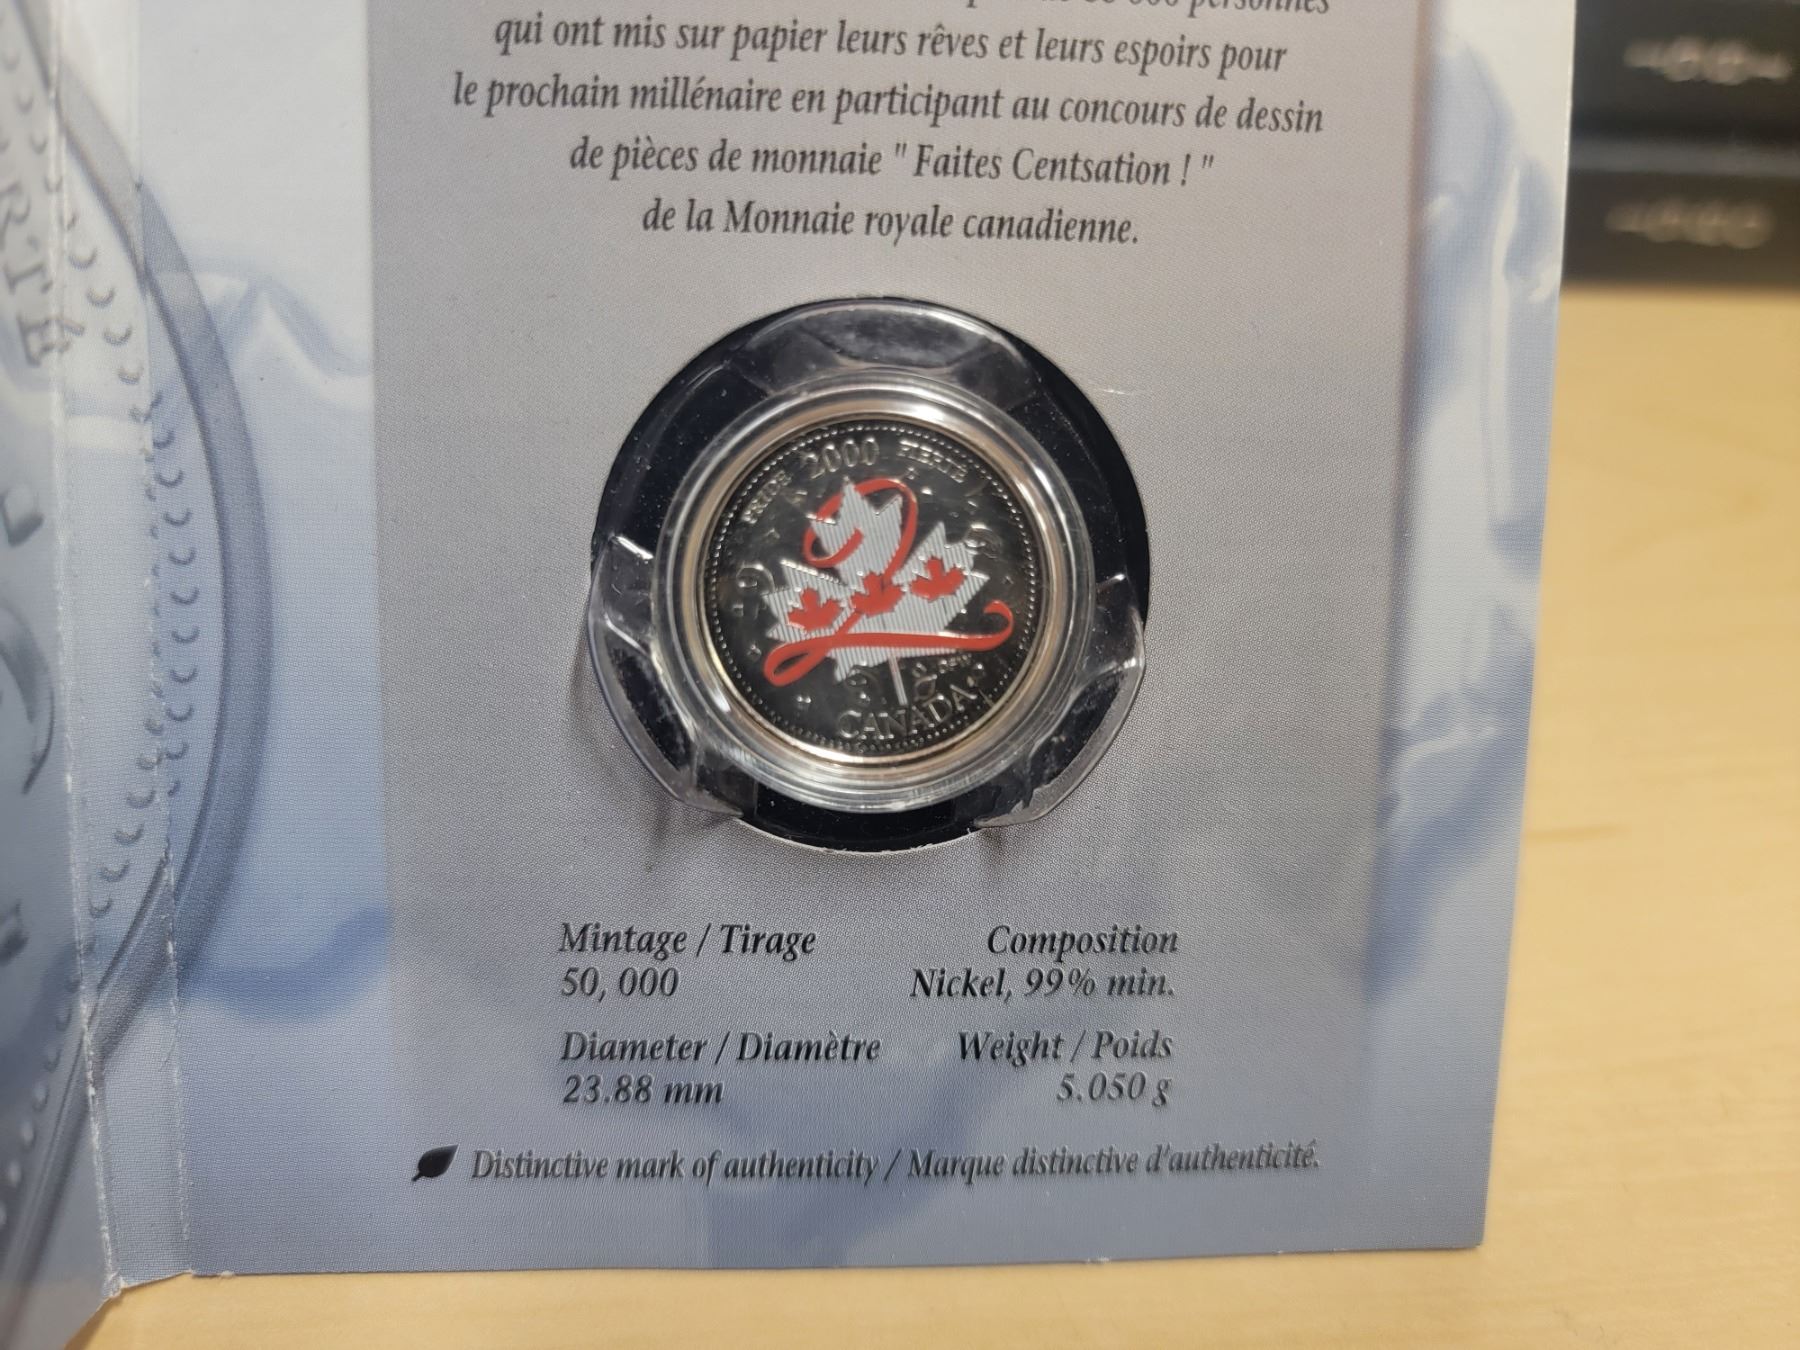 personnes
qui ont mis sur papier leurs rêves et leurs espoirs pour
le prochain millénaire en participant au concours de dessin
de pièces de monnaie " Faites Centsation ! "
de la Monnaie royale canadienne.
PRIDE 2000 FIERTÉ
CANADA
Mintage / Tirage
50, 000
Composition
Nickel, 99% min.
Diameter / Diamètre
23.88 mm
Weight / Poids
5.050 g
Distinctive mark of authenticity / Marque distinctive d'authenticité.